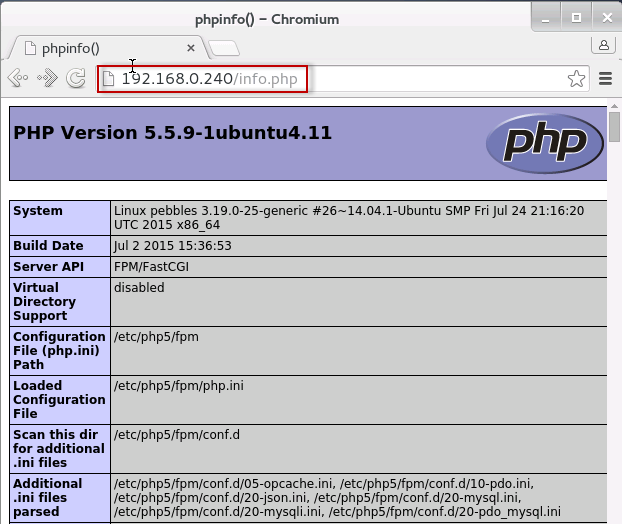 phpinfo() – Chromium
phpinfo()
192.168.0.240/info.php
PHP Version 5.5.9-1ubuntu4.11
php
System
Linux pebbles 3.19.0-25-generic #26~14.04.1-Ubuntu SMP Fri Jul 24 21:16:20
UTC 2015 x86_64
Build Date
Jul 2 2015 15:36:53
Server API
FPM/FastCGI
Virtual
Directory
Support
disabled
Configuration
File (php.ini)
Path
/etc/php5/fpm
Loaded
Configuration
File
/etc/php5/fpm/php.ini
Scan this dir
for additional
.ini files
/etc/php5/fpm/conf.d
Additional
.ini files
parsed
/etc/php5/fpm/conf.d/05-opcache.ini, /etc/php5/fpm/conf.d/10-pdo.ini,
/etc/php5/fpm/conf.d/20-json.ini, /etc/php5/fpm/conf.d/20-mysql.ini,
/etc/php5/fpm/conf.d/20-mysqli.ini, /etc/php5/fpm/conf.d/20-pdo_mysql.ini